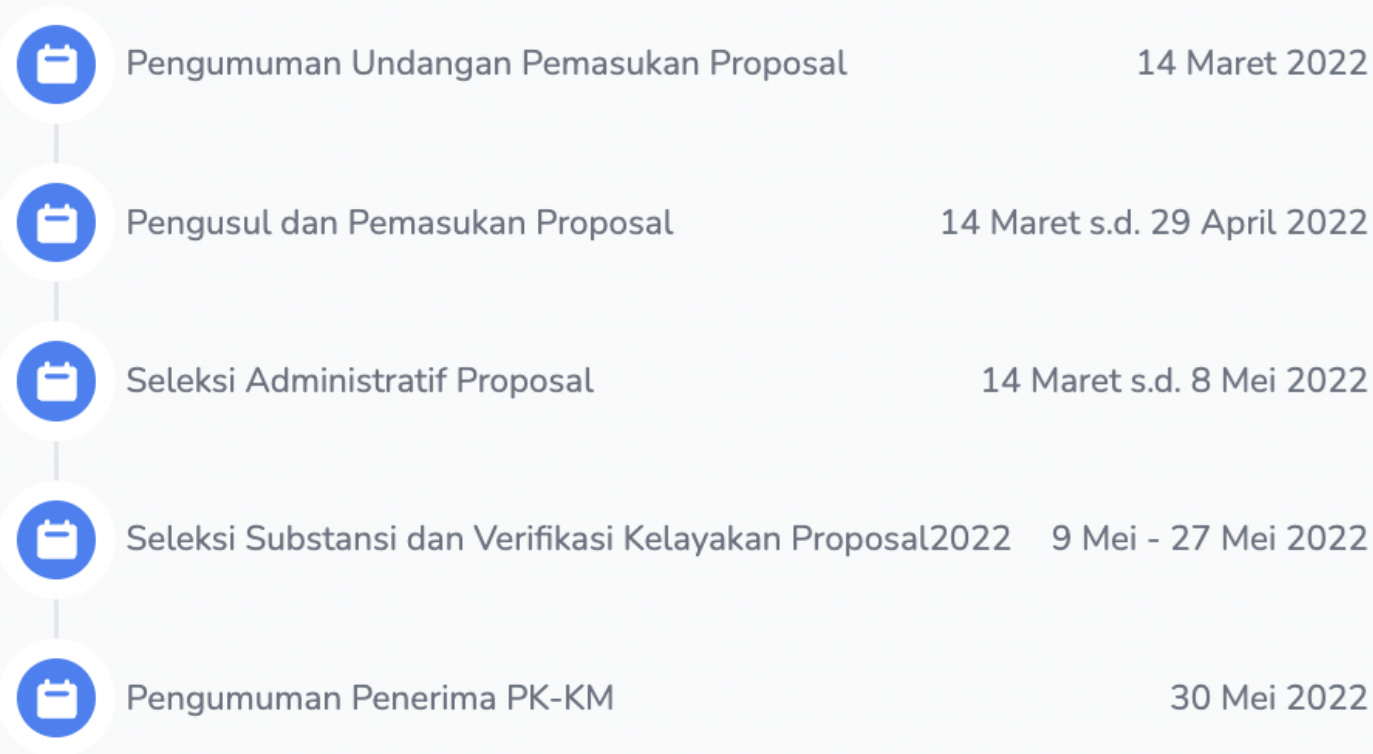 Pengumuman Undangan Pemasukan Proposal 14 Maret 2022
Pengusul dan Pemasukan Proposal 14 Maret s.d. 29 April 2022
Seleksi Administratif Proposal 14 Maret s.d. 8 Mei 2022
Seleksi Substansi dan Verifikasi Kelayakan Proposal2022 9 Mei - 27 Mei 2022
Pengumuman Penerima PK-KM 30 Mei 2022